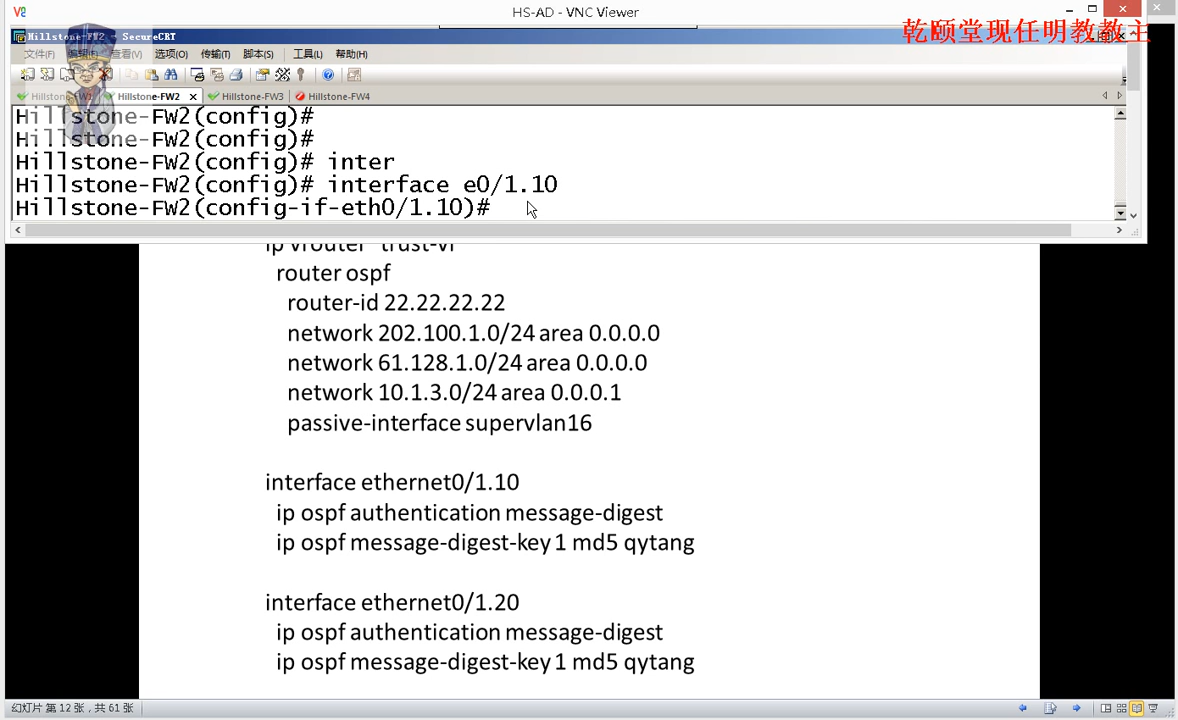 HS-AD - VNC Viewer
乾颐堂现任明教教主
Hillstone-FW2 - SecureCRT
文件(F) 编辑(E) 查看(V) 选项(O) 传输(T) 脚本(S) 工具(L) 帮助(H)
Hillstone-FW1 Hillstone-FW2 Hillstone-FW3 Hillstone-FW4
Hillstone-FW2(config)#
Hillstone-FW2(config)#
Hillstone-FW2(config)# inter
Hillstone-FW2(config)# interface e0/1.10
Hillstone-FW2(config-if-eth0/1.10)#
ip vrouter trust-vr
router ospf
router-id 22.22.22.22
network 202.100.1.0/24 area 0.0.0.0
network 61.128.1.0/24 area 0.0.0.0
network 10.1.3.0/24 area 0.0.0.1
passive-interface supervlan16
interface ethernet0/1.10
ip ospf authentication message-digest
ip ospf message-digest-key 1 md5 qytang
interface ethernet0/1.20
ip ospf authentication message-digest
ip ospf message-digest-key 1 md5 qytang
幻灯片 第 12 张，共 61 张